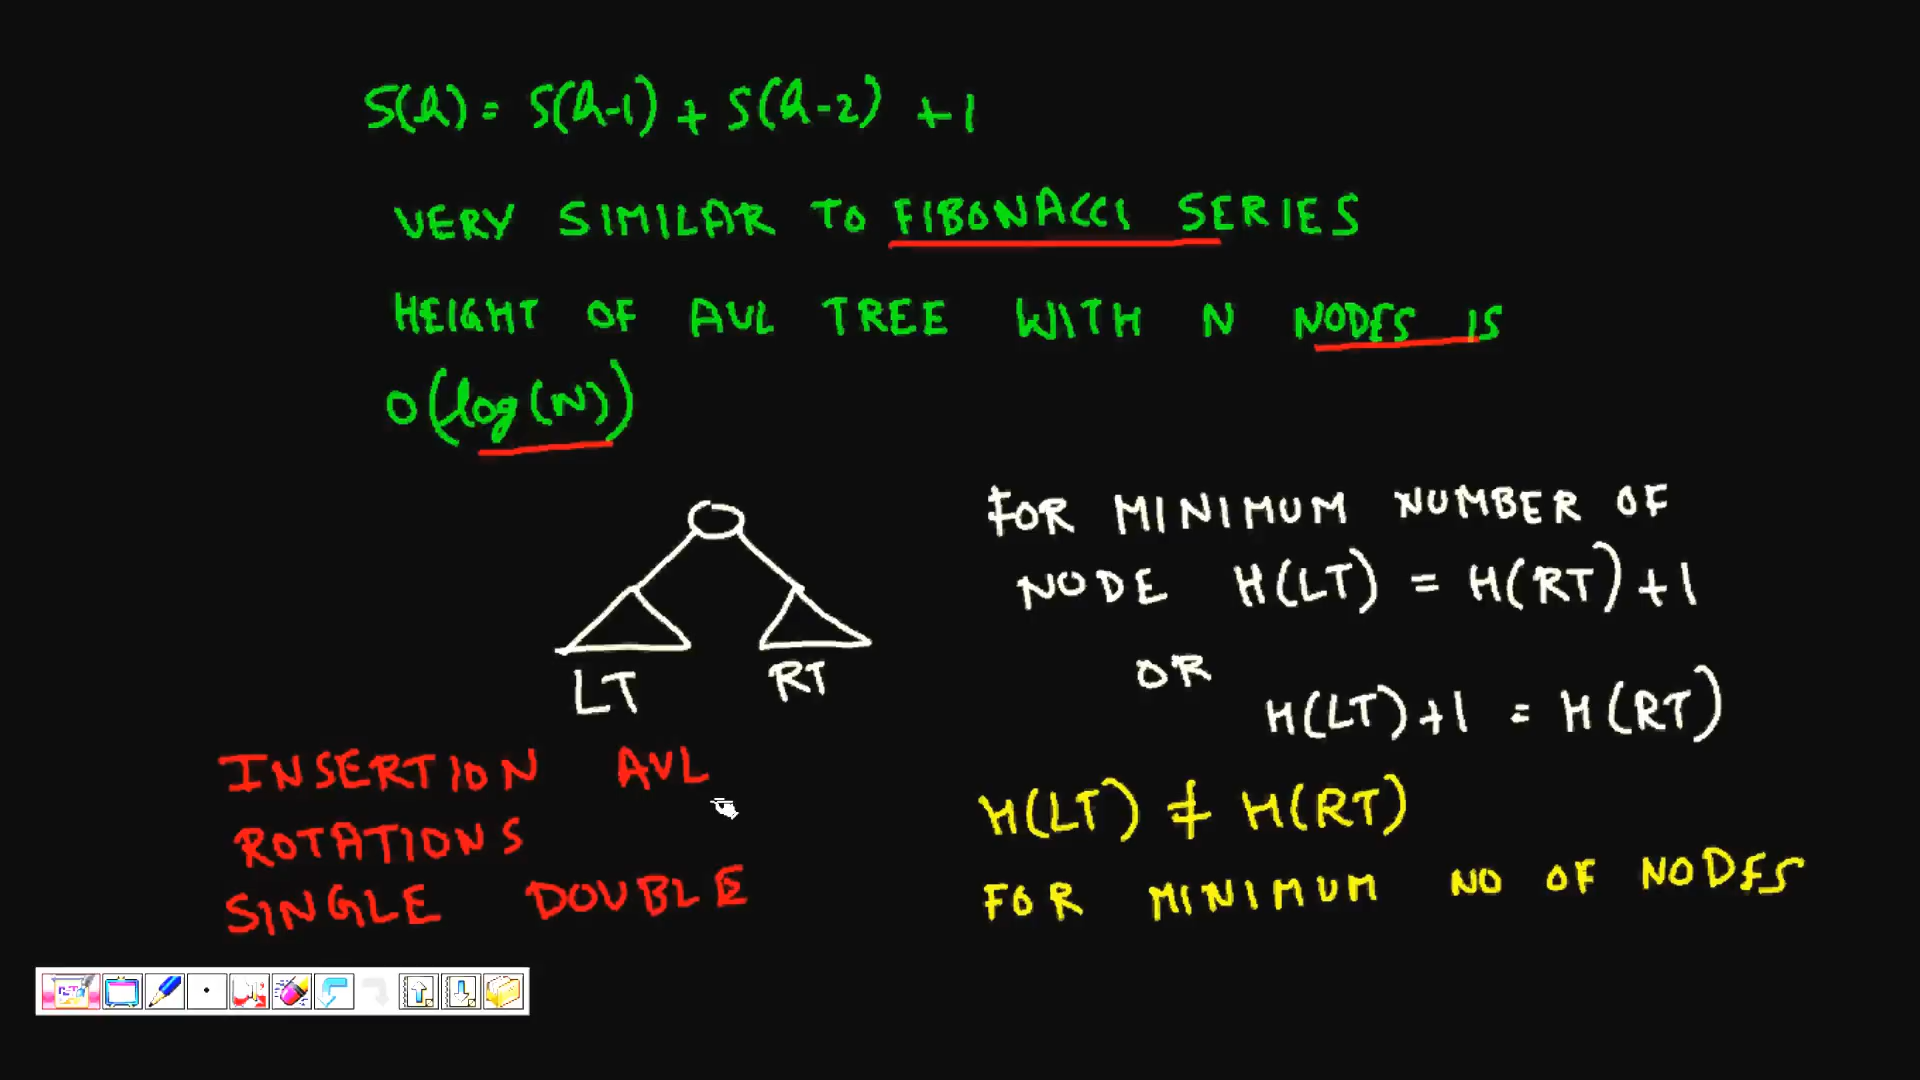 S(h) = S(h-1) + S(h-2) + 1
VERY SIMILAR TO FIBONACCI SERIES
HEIGHT OF AVL TREE WITH N NODES IS
O(log(N))
FOR MINIMUM NUMBER OF
NODE H(LT) = H(RT) + 1
OR
H(LT)+1 = H(RT)
LT
RT
H(LT) ≠ H(RT)
FOR MINIMUM NO OF NODES
INSERTION AVL
ROTATIONS
SINGLE DOUBLE